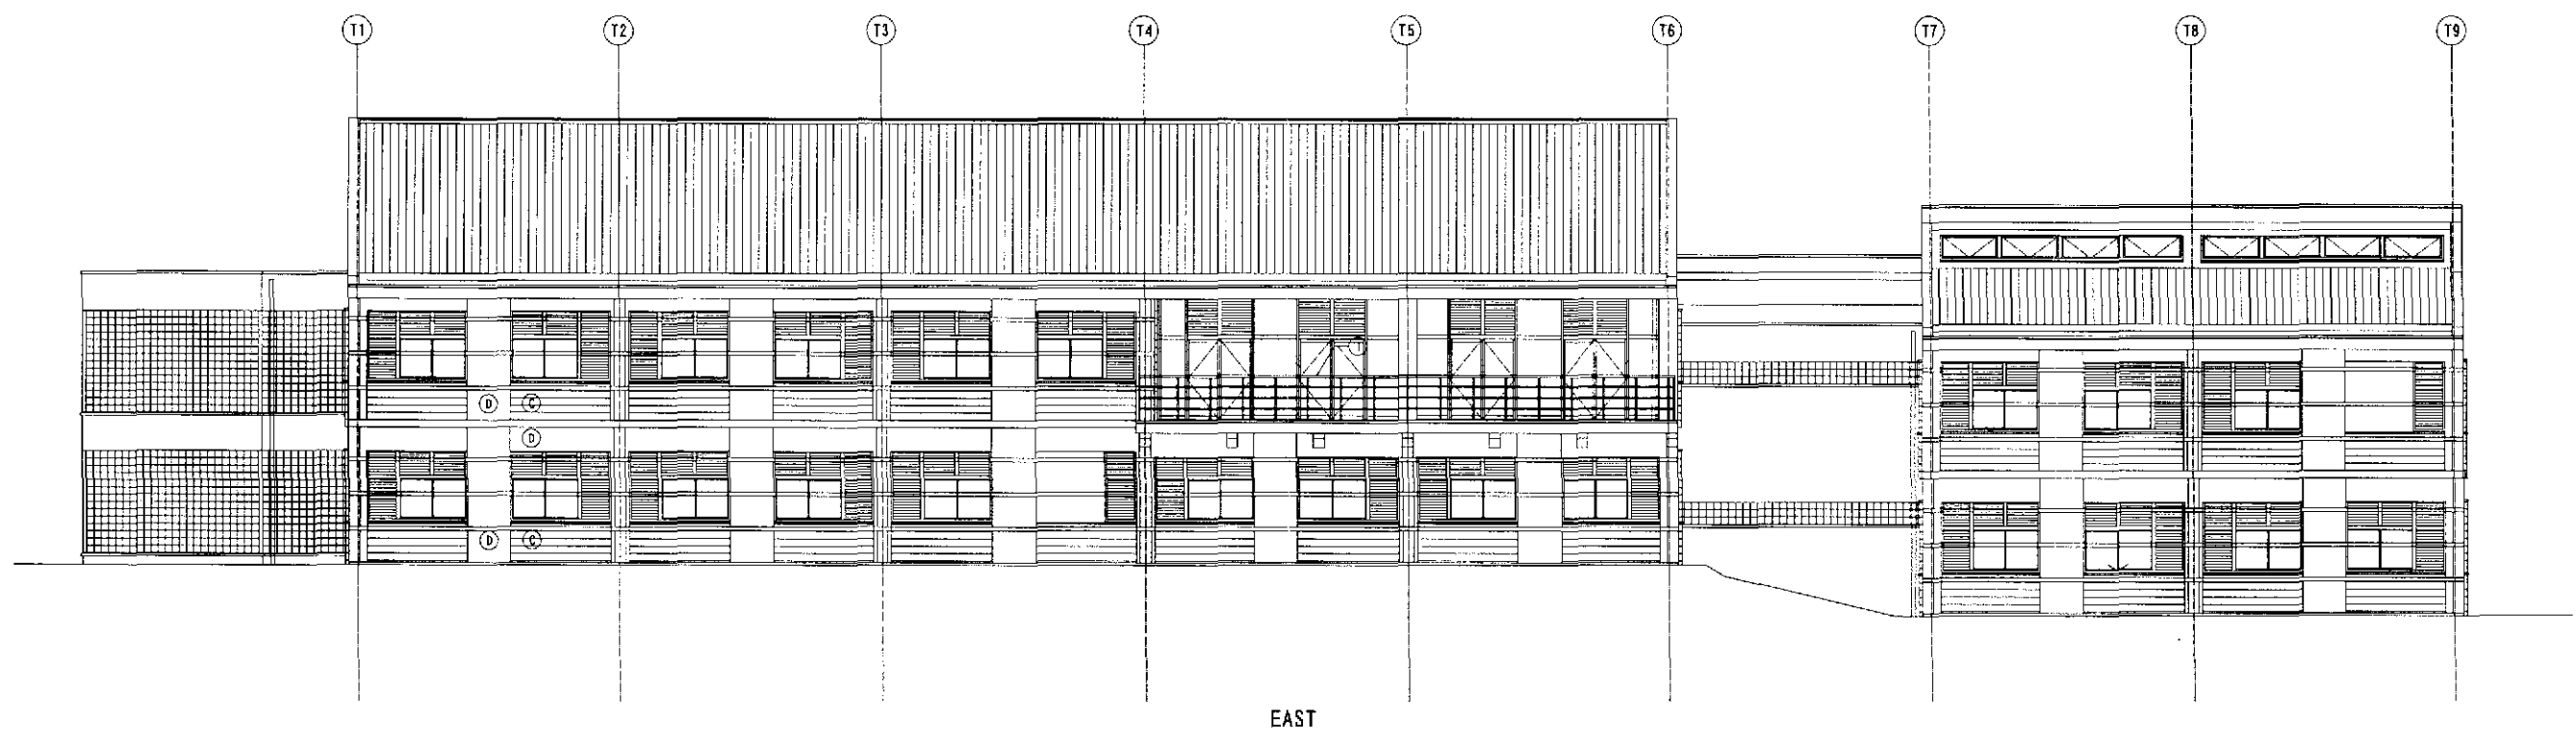 T1 T2 T3 T4 T5 T6 T7 T8 T9
T
D C
D
D C
EAST